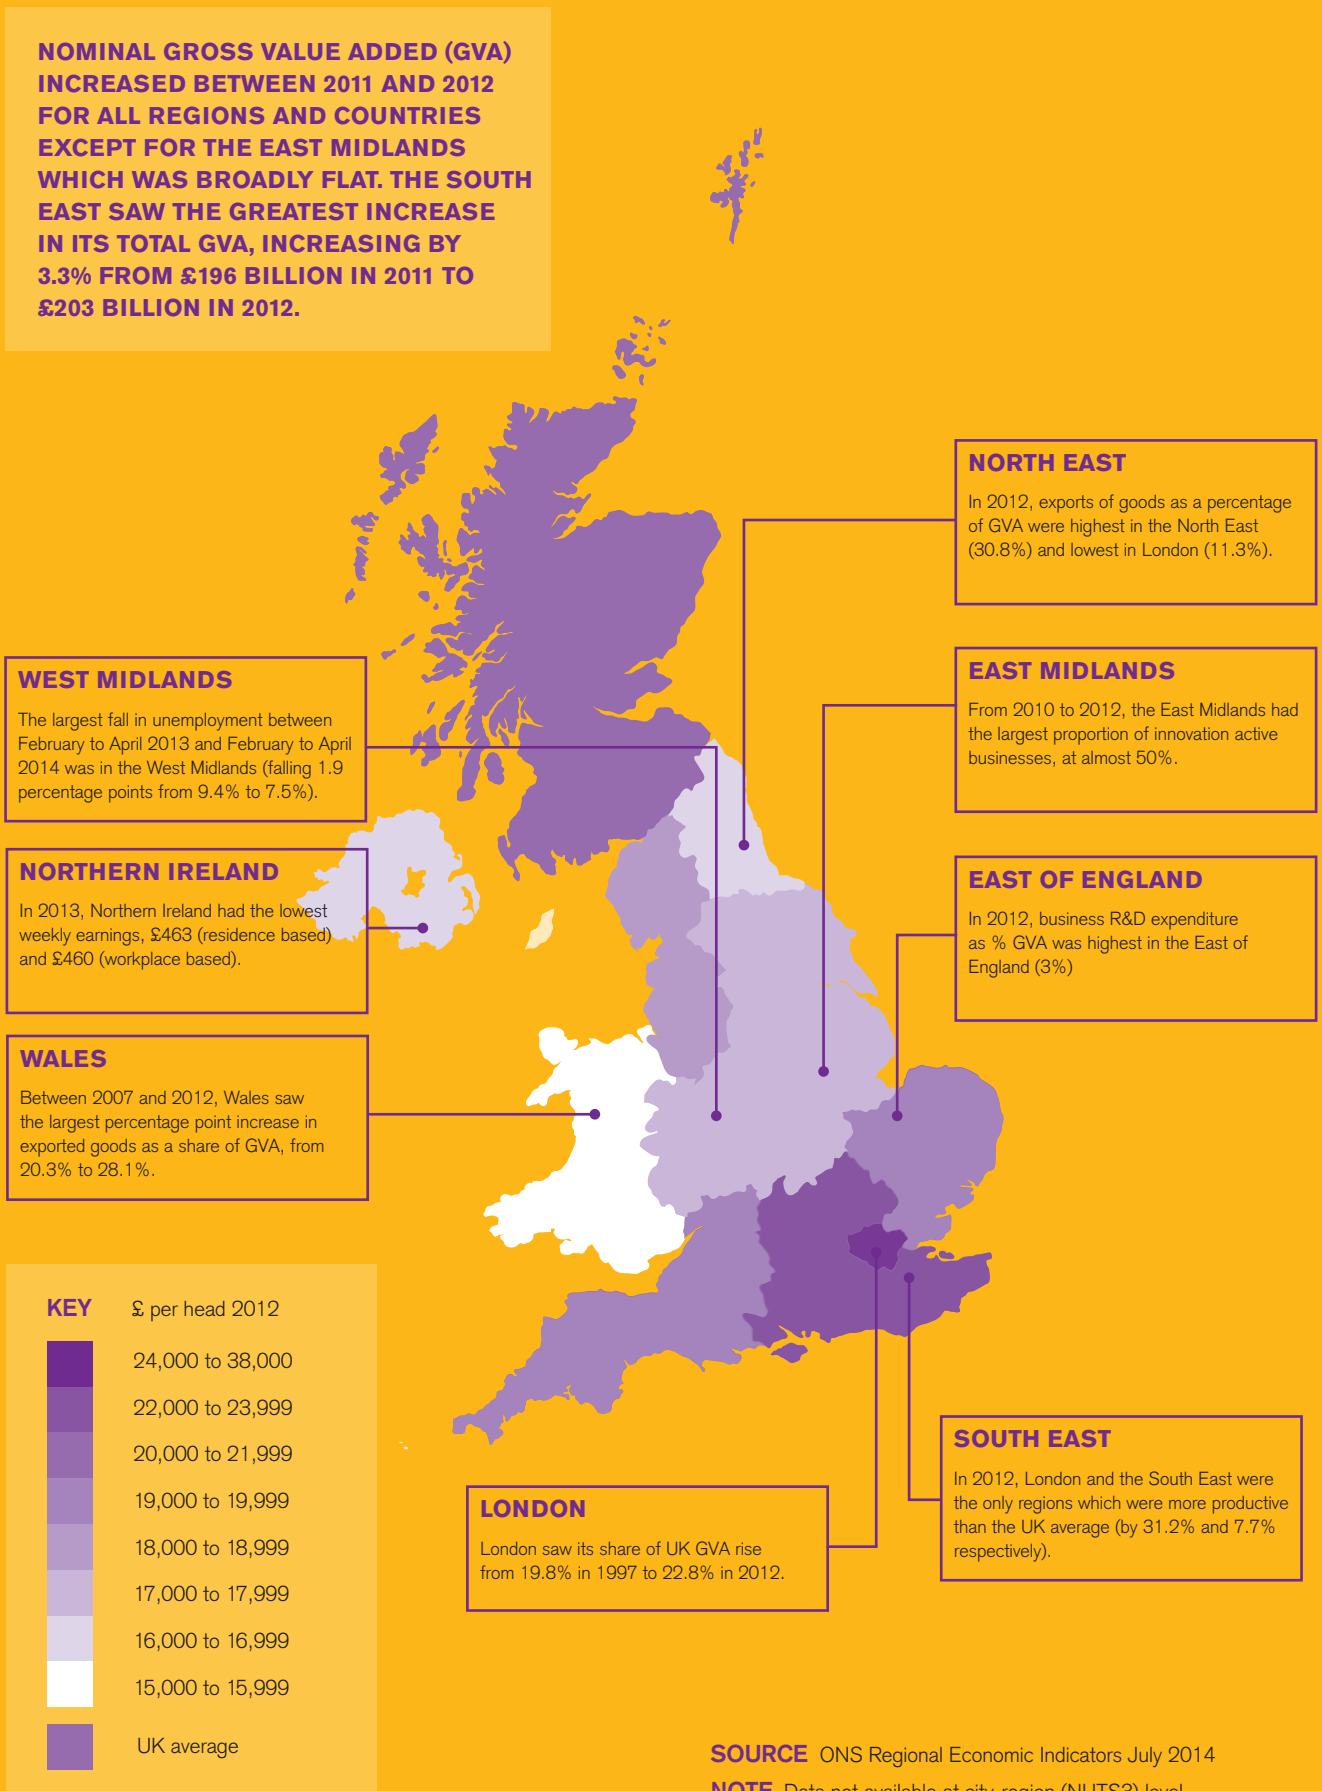 NOMINAL GROSS VALUE ADDED (GVA)
INCREASED BETWEEN 2011 AND 2012
FOR ALL REGIONS AND COUNTRIES
EXCEPT FOR THE EAST MIDLANDS
WHICH WAS BROADLY FLAT. THE SOUTH
EAST SAW THE GREATEST INCREASE
IN ITS TOTAL GVA, INCREASING BY
3.3% FROM £196 BILLION IN 2011 TO
£203 BILLION IN 2012.
NORTH EAST
In 2012, exports of goods as a percentage
of GVA were highest in the North East
(30.8%) and lowest in London (11.3%).
WEST MIDLANDS
The largest fall in unemployment between
February to April 2013 and February to April
2014 was in the West Midlands (falling 1.9
percentage points from 9.4% to 7.5%).
EAST MIDLANDS
From 2010 to 2012, the East Midlands had
the largest proportion of innovation active
businesses, at almost 50%.
NORTHERN IRELAND
In 2013, Northern Ireland had the lowest
weekly earnings, £463 (residence based)
and £460 (workplace based).
EAST OF ENGLAND
In 2012, business R&D expenditure
as % GVA was highest in the East of
England (3%)
WALES
Between 2007 and 2012, Wales saw
the largest percentage point increase in
exported goods as a share of GVA, from
20.3% to 28.1%.
KEY £ per head 2012
24,000 to 38,000
22,000 to 23,999
20,000 to 21,999
19,000 to 19,999
18,000 to 18,999
17,000 to 17,999
16,000 to 16,999
15,000 to 15,999
UK average
LONDON
London saw its share of UK GVA rise
from 19.8% in 1997 to 22.8% in 2012.
SOUTH EAST
In 2012, London and the South East were
the only regions which were more productive
than the UK average (by 31.2% and 7.7%
respectively).
SOURCE ONS Regional Economic Indicators July 2014
NOTE Data not available at city-region (NUTS3) level